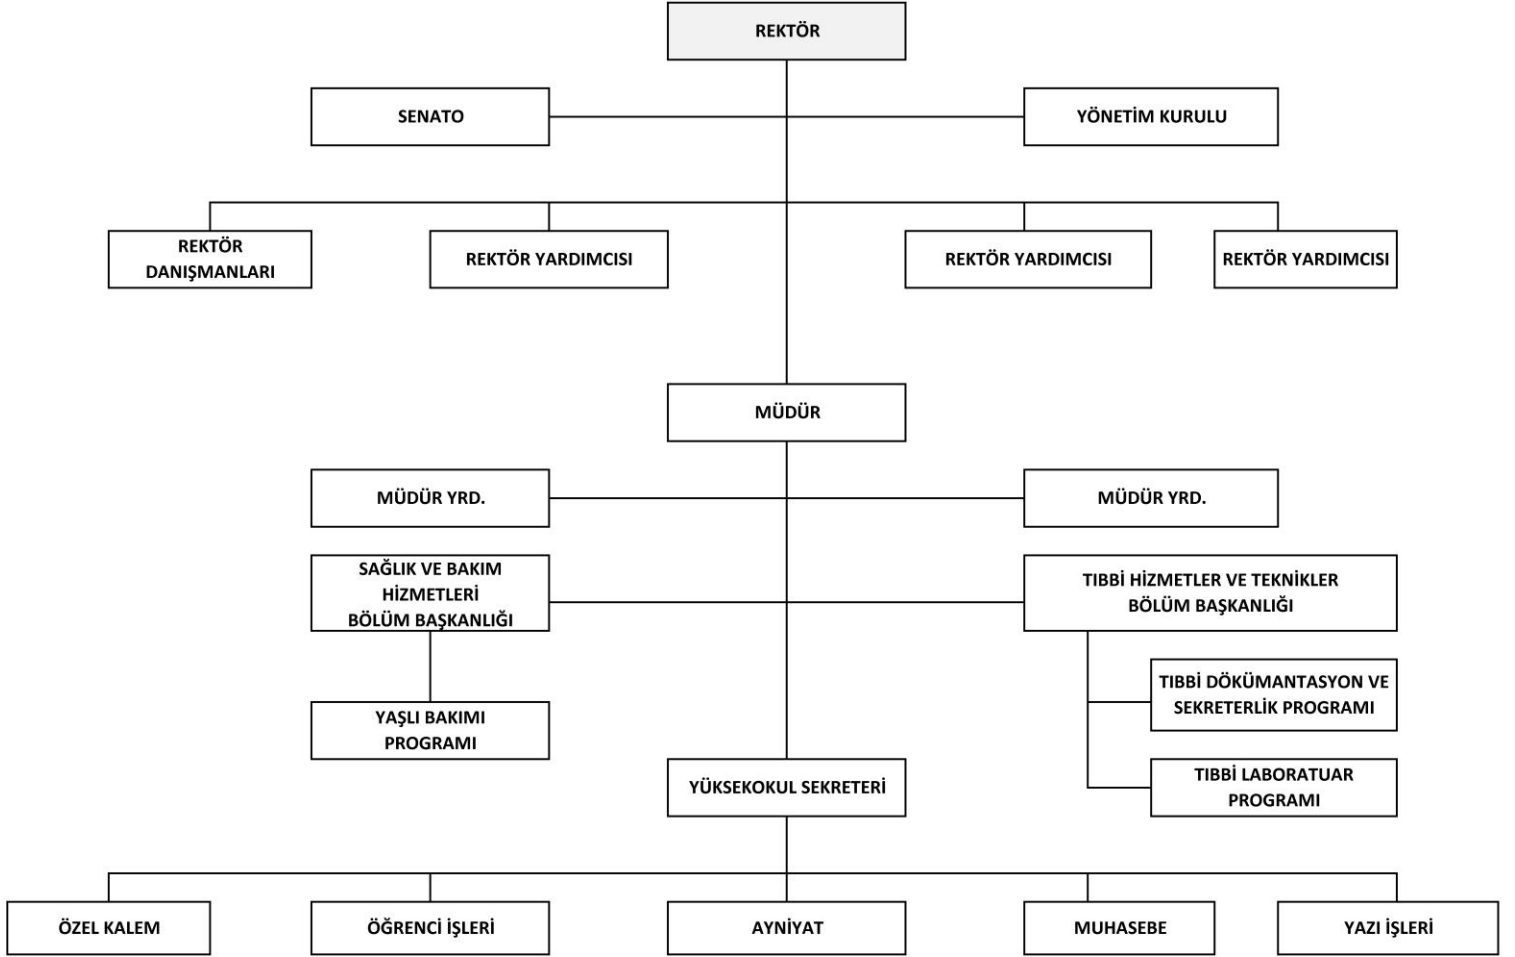 REKTÖR
SENATO
YÖNETİM KURULU
REKTÖR
DANIŞMANLARI
REKTÖR YARDIMCISI
REKTÖR YARDIMCISI
REKTÖR YARDIMCISI
MÜDÜR
MÜDÜR YRD.
MÜDÜR YRD.
SAĞLIK VE BAKIM
HİZMETLERİ
BÖLÜM BAŞKANLIĞI
TIBBİ HİZMETLER VE TEKNİKLER
BÖLÜM BAŞKANLIĞI
TIBBİ DÖKÜMANTASYON VE
SEKRETERLİK PROGRAMI
YAŞLI BAKIMI
PROGRAMI
YÜKSEKOKUL SEKRETERİ
TIBBİ LABORATUAR
PROGRAMI
ÖZEL KALEM
ÖĞRENCİ İŞLERİ
AYNİYAT
MUHASEBE
YAZI İŞLERİ